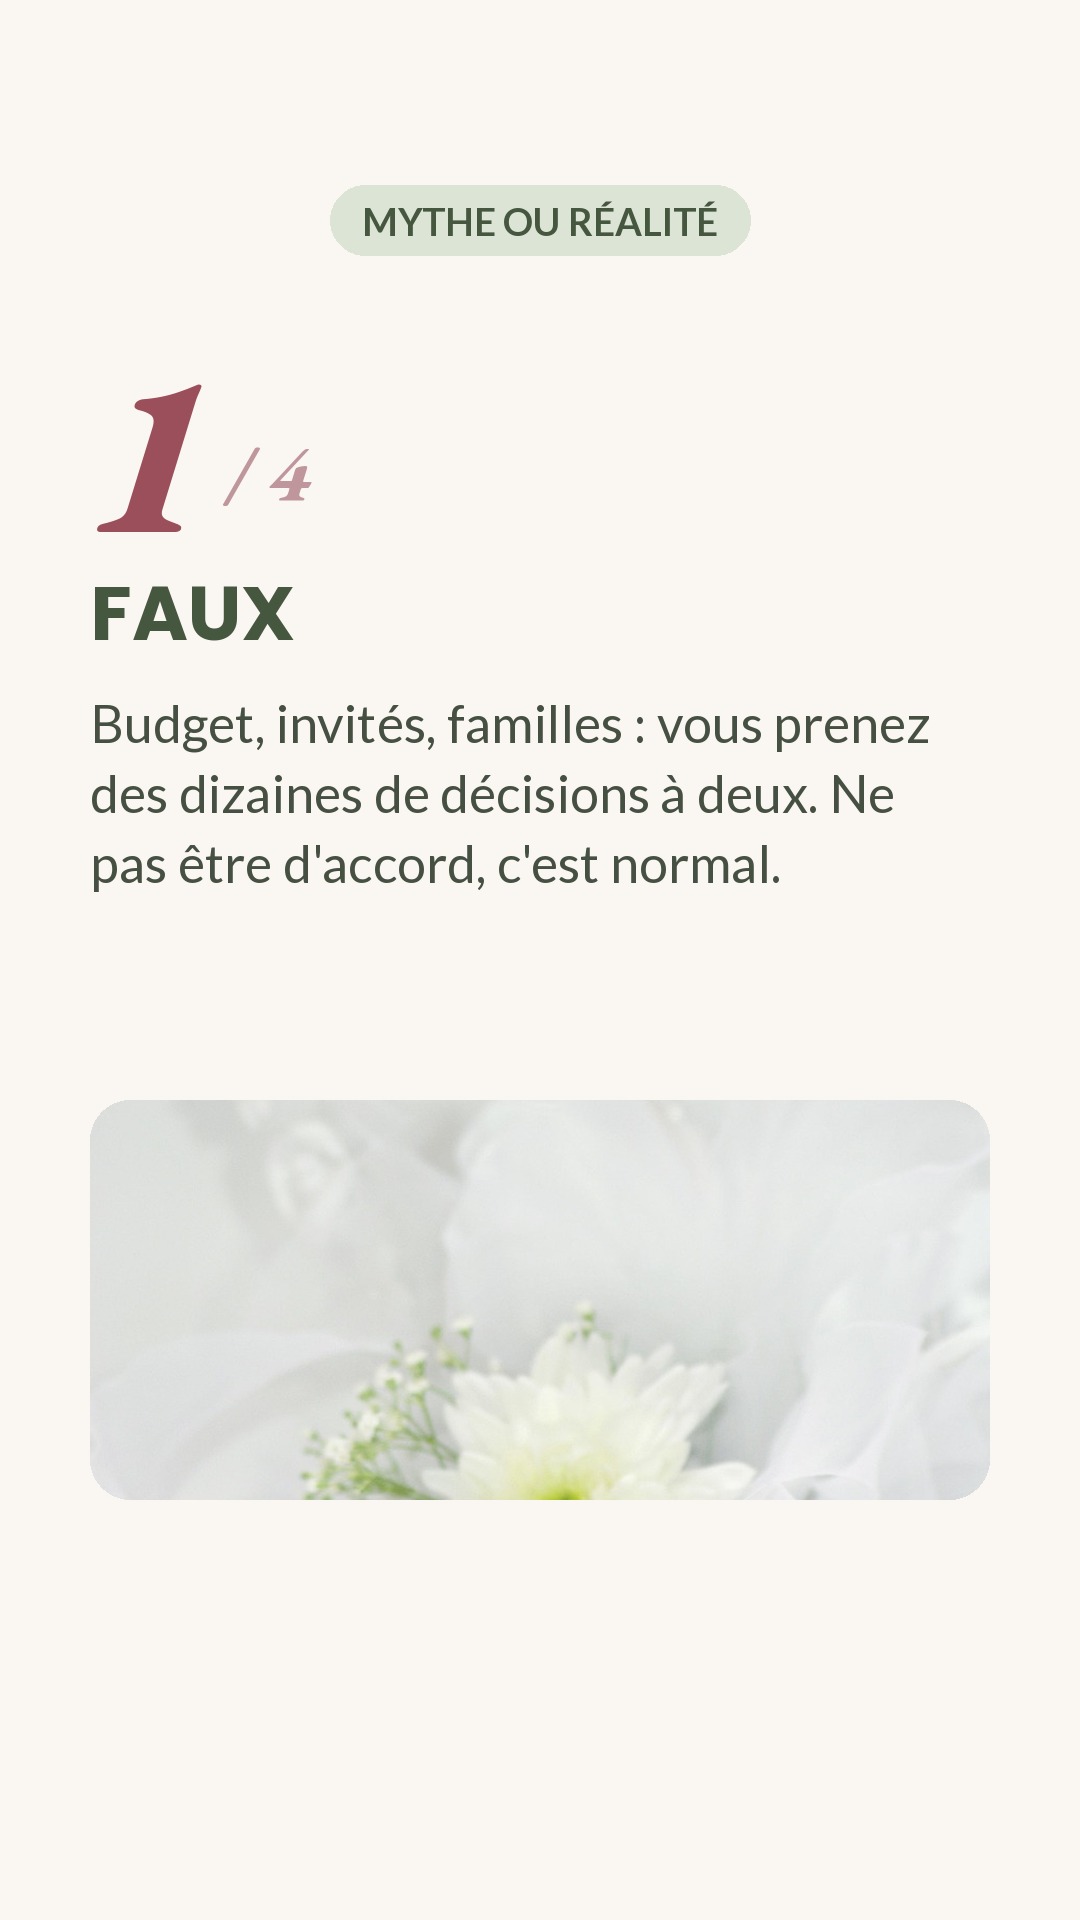 MYTHE OU RÉALITÉ
1 / 4
FAUX
Budget, invités, familles : vous prenez
des dizaines de décisions à deux. Ne
pas être d'accord, c'est normal.